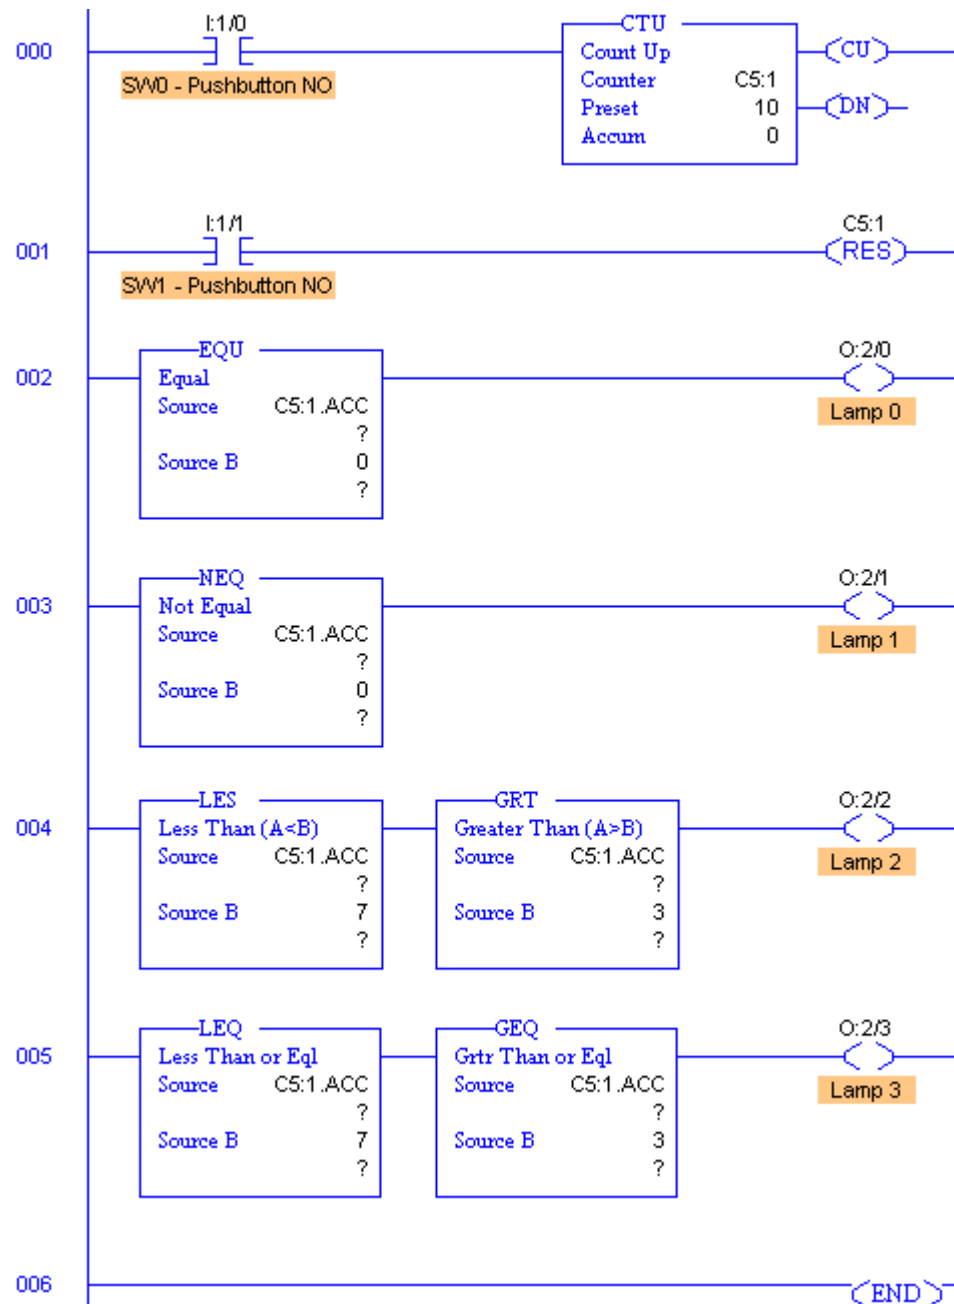 I:1/0
CTU
000
Count Up
CU
SW0 - Pushbutton NO
Counter C5:1
Preset 10
DN
Accum 0
I:1/1
C5:1
001
RES
SW1 - Pushbutton NO
EQU
O:2/0
002
Equal
Source C5:1.ACC
Lamp 0
?
Source B 0
?
NEQ
O:2/1
003
Not Equal
Source C5:1.ACC
Lamp 1
?
Source B 0
?
LES
GRT
O:2/2
004
Less Than (A<B)
Greater Than (A>B)
Source C5:1.ACC
Source C5:1.ACC
Lamp 2
?
?
Source B 7
Source B 3
?
?
LEQ
GEQ
O:2/3
005
Less Than or Eql
Grtr Than or Eql
Source C5:1.ACC
Source C5:1.ACC
Lamp 3
?
?
Source B 7
Source B 3
?
?
006
END